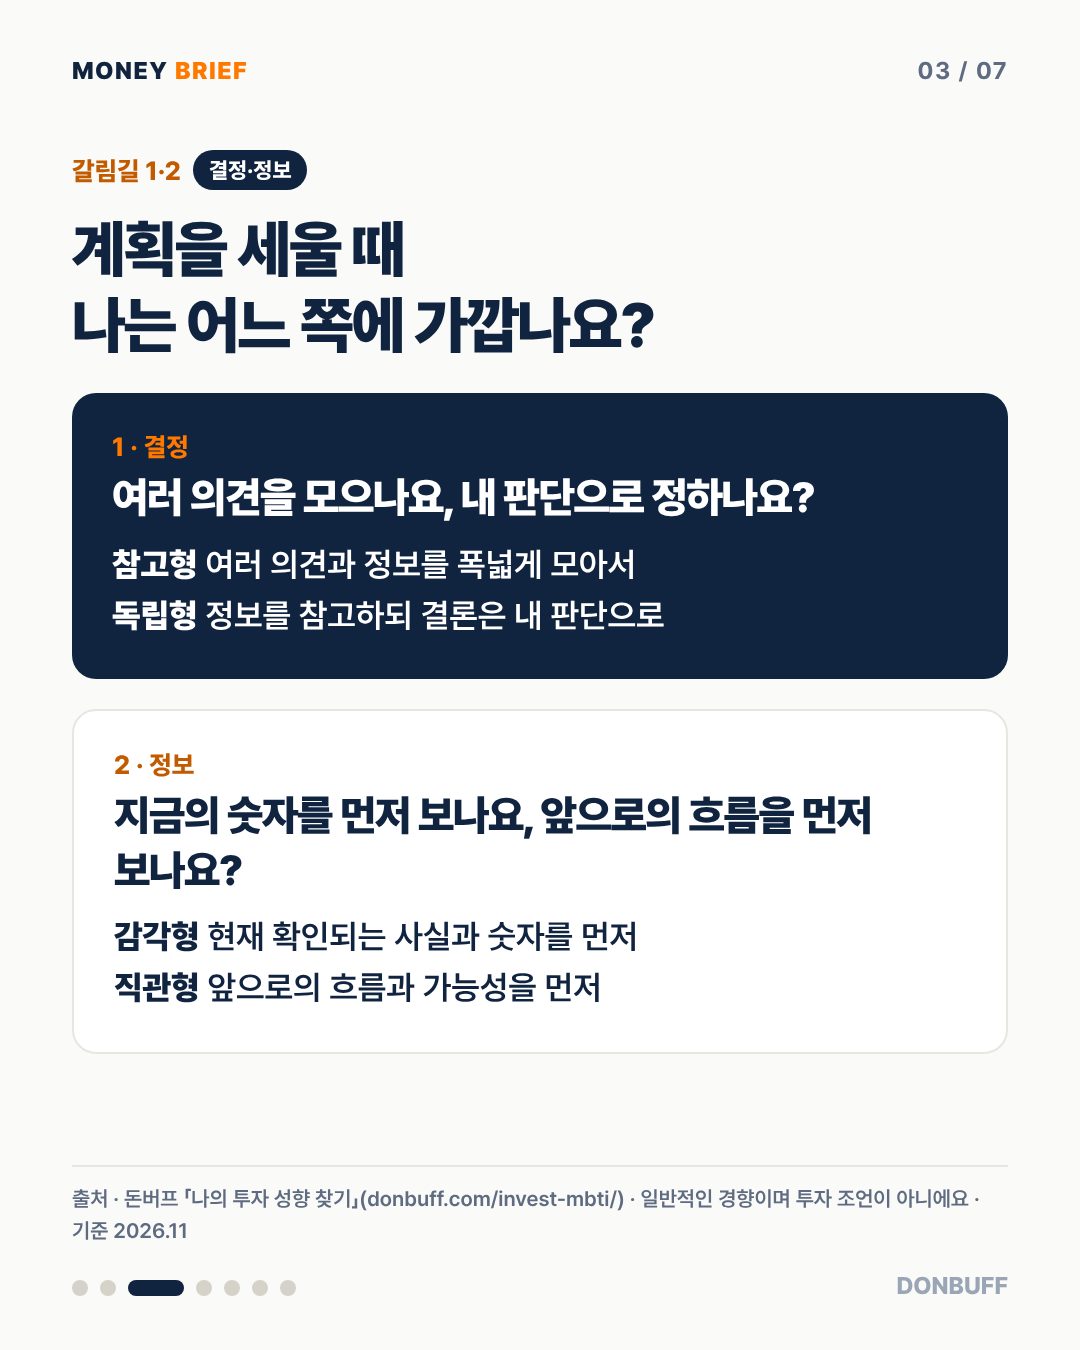 MONEY BRIEF
03 / 07
갈림길 1·2 결정·정보
계획을 세울 때
나는 어느 쪽에 가깝나요?
1 · 결정
여러 의견을 모으나요, 내 판단으로 정하나요?
참고형 여러 의견과 정보를 폭넓게 모아서
독립형 정보를 참고하되 결론은 내 판단으로
2 · 정보
지금의 숫자를 먼저 보나요, 앞으로의 흐름을 먼저
보나요?
감각형 현재 확인되는 사실과 숫자를 먼저
직관형 앞으로의 흐름과 가능성을 먼저
출처 · 돈버프 「나의 투자 성향 찾기」(donbuff.com/invest-mbti/) · 일반적인 경향이며 투자 조언이 아니에요 ·
기준 2026.11
DONBUFF